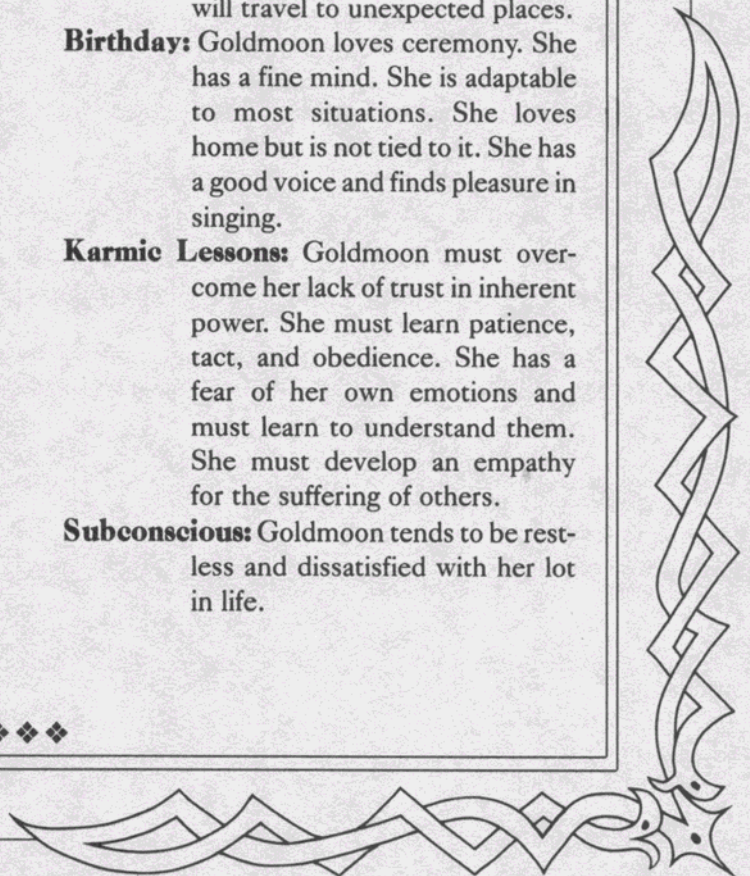 will travel to unexpected places.
Birthday: Goldmoon loves ceremony. She
has a fine mind. She is adaptable
to most situations. She loves
home but is not tied to it. She has
a good voice and finds pleasure in
singing.
Karmic Lessons: Goldmoon must over-
come her lack of trust in inherent
power. She must learn patience,
tact, and obedience. She has a
fear of her own emotions and
must learn to understand them.
She must develop an empathy
for the suffering of others.
Subconscious: Goldmoon tends to be rest-
less and dissatisfied with her lot
in life.